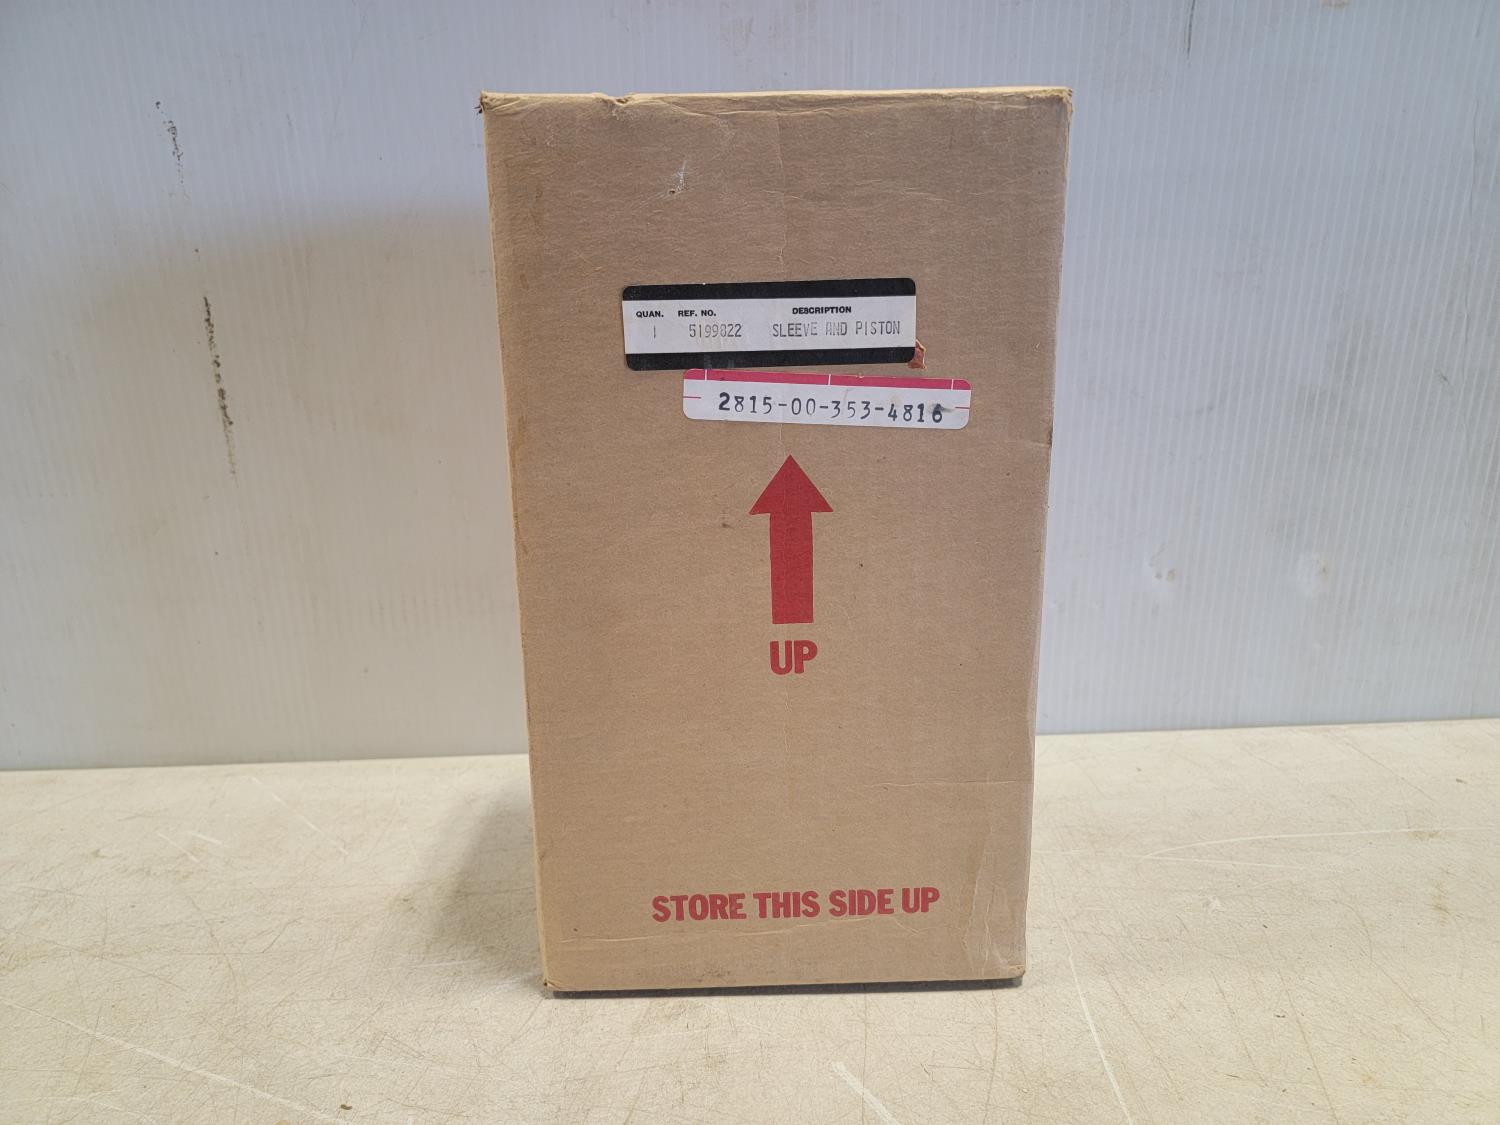 QUAN. REF. NO. DESCRIPTION
1 5199822 SLEEVE AND PISTON
2815-00-353-4816
UP
STORE THIS SIDE UP